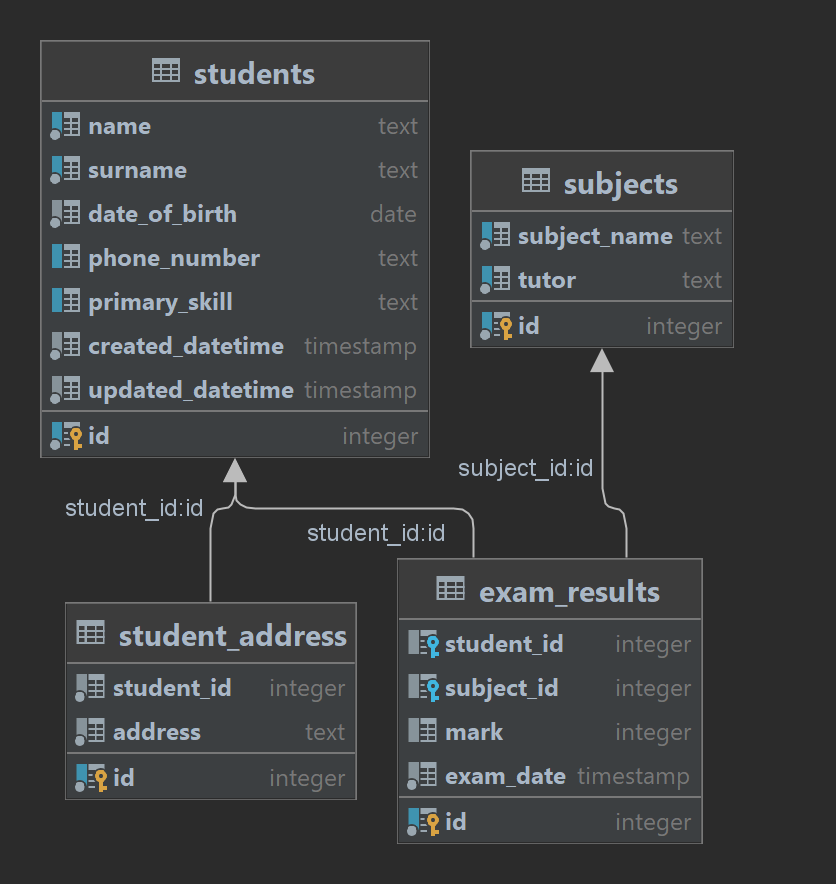 students
name text
surname text
date_of_birth date
phone_number text
primary_skill text
created_datetime timestamp
updated_datetime timestamp
id integer
subjects
subject_name text
tutor text
id integer
student_id:id
student_id:id
subject_id:id
student_address
student_id integer
address text
id integer
exam_results
student_id integer
subject_id integer
mark integer
exam_date timestamp
id integer